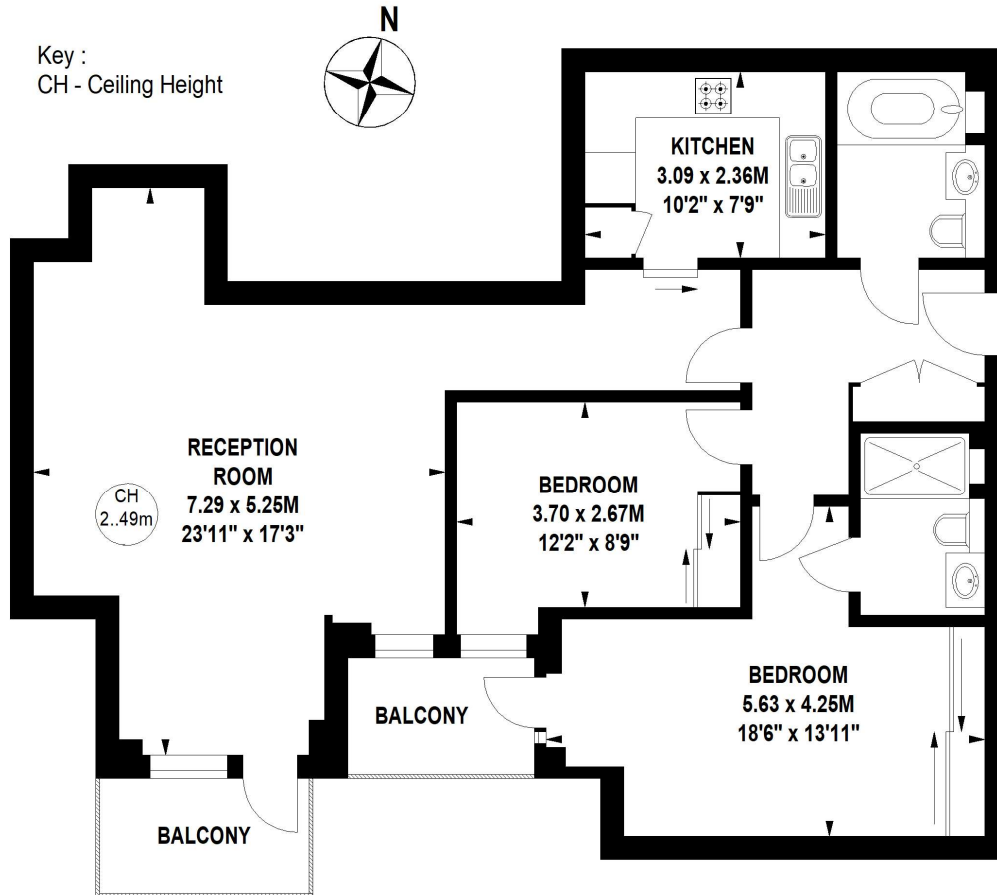 N
Key :
CH - Ceiling Height
KITCHEN
3.09 x 2.36M
10'2" x 7'9"
RECEPTION
ROOM
7.29 x 5.25M
23'11" x 17'3"
CH
2..49m
BEDROOM
3.70 x 2.67M
12'2" x 8'9"
BEDROOM
5.63 x 4.25M
18'6" x 13'11"
BALCONY
BALCONY